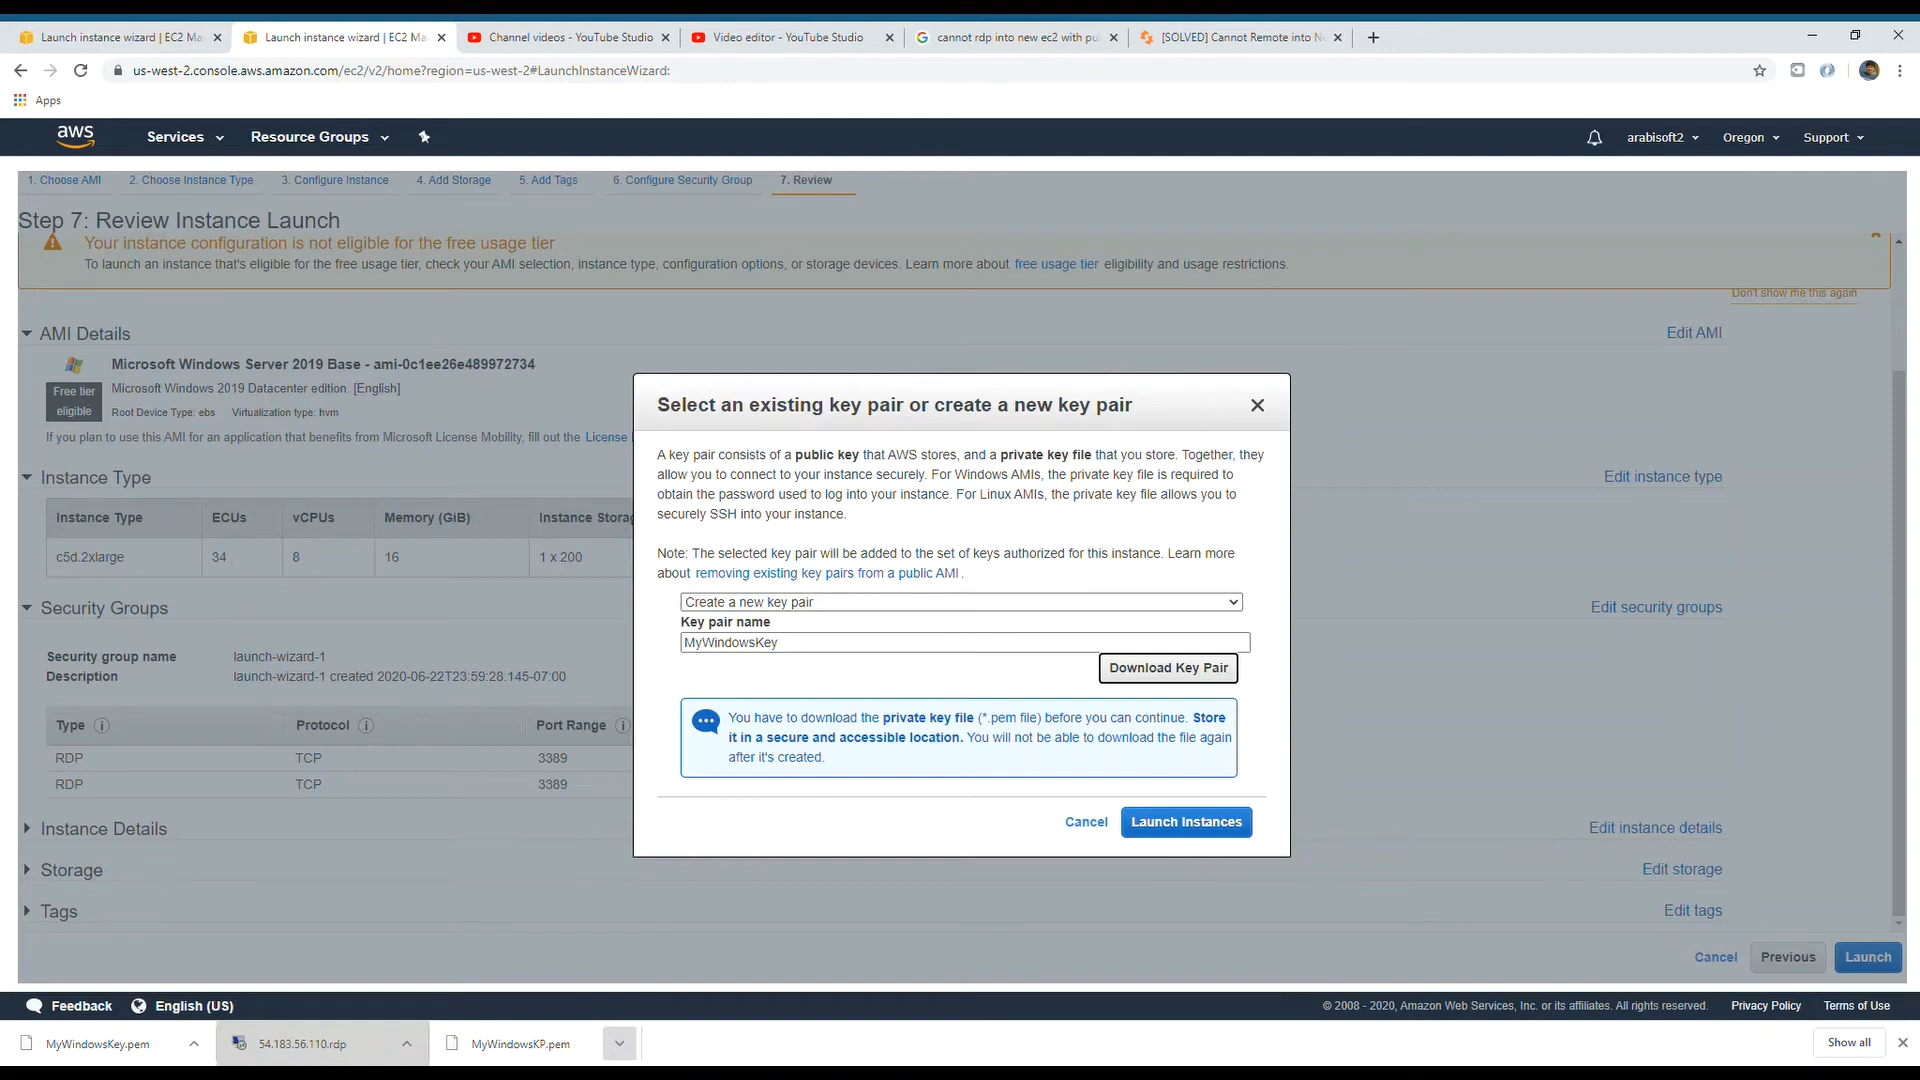 Launch instance wizard | EC2 Ma
Launch instance wizard | EC2 Ma
Channel videos - YouTube Studio
Video editor - YouTube Studio
cannot rdp into new ec2 with pu
[SOLVED] Cannot Remote into N
us-west-2.console.aws.amazon.com/ec2/v2/home?region=us-west-2#LaunchInstanceWizard:
Apps
aws
Services
Resource Groups
arabisoft2
Oregon
Support
1. Choose AMI
2. Choose Instance Type
3. Configure Instance
4. Add Storage
5. Add Tags
6. Configure Security Group
7. Review
Step 7: Review Instance Launch
Your instance configuration is not eligible for the free usage tier
To launch an instance that's eligible for the free usage tier, check your AMI selection, instance type, configuration options, or storage devices. Learn more about free usage tier eligibility and usage restrictions.
Don't show me this again
AMI Details
Edit AMI
Microsoft Windows Server 2019 Base - ami-0c1ee26e489972734
Free tier
eligible
Microsoft Windows 2019 Datacenter edition. [English]
Root Device Type: ebs Virtualization type: hvm
If you plan to use this AMI for an application that benefits from Microsoft License Mobility, fill out the License
Instance Type
Edit instance type
Instance Type ECUs vCPUs Memory (GiB) Instance Storag
c5d.2xlarge 34 8 16 1 x 200
Security Groups
Edit security groups
Security group name launch-wizard-1
Description launch-wizard-1 created 2020-06-22T23:59:28.145-07:00
Type Protocol Port Range
RDP TCP 3389
RDP TCP 3389
Instance Details
Edit instance details
Storage
Edit storage
Tags
Edit tags
Select an existing key pair or create a new key pair
A key pair consists of a public key that AWS stores, and a private key file that you store. Together, they
allow you to connect to your instance securely. For Windows AMIs, the private key file is required to
obtain the password used to log into your instance. For Linux AMIs, the private key file allows you to
securely SSH into your instance.
Note: The selected key pair will be added to the set of keys authorized for this instance. Learn more
about removing existing key pairs from a public AMI.
Create a new key pair
Key pair name
MyWindowsKey
Download Key Pair
You have to download the private key file (*.pem file) before you can continue. Store
it in a secure and accessible location. You will not be able to download the file again
after it's created.
Cancel
Launch Instances
Cancel
Previous
Launch
Feedback
English (US)
© 2008 - 2020, Amazon Web Services, Inc. or its affiliates. All rights reserved.
Privacy Policy
Terms of Use
MyWindowsKey.pem
54.183.56.110.rdp
MyWindowsKP.pem
Show all